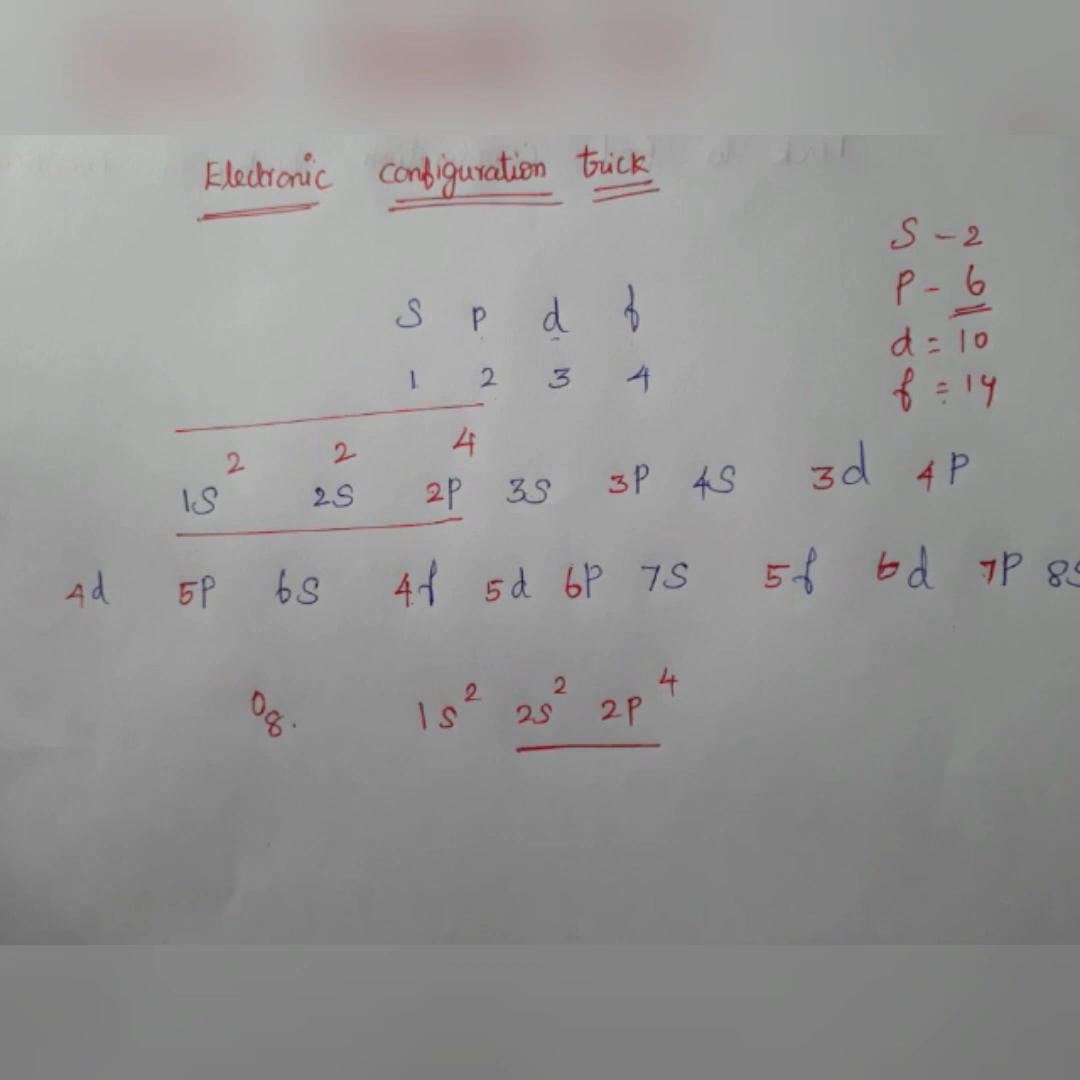 Electronic configuration trick
S - 2
P - 6
S P d f
d = 10
1 2 3 4
f = 14
1S² 2S² 2P⁴ 3S 3P 4S 3d 4P
4d 5P 6S 4f 5d 6P 7S 5f 6d 7P 8S
O₈. 1s² 2s² 2p⁴